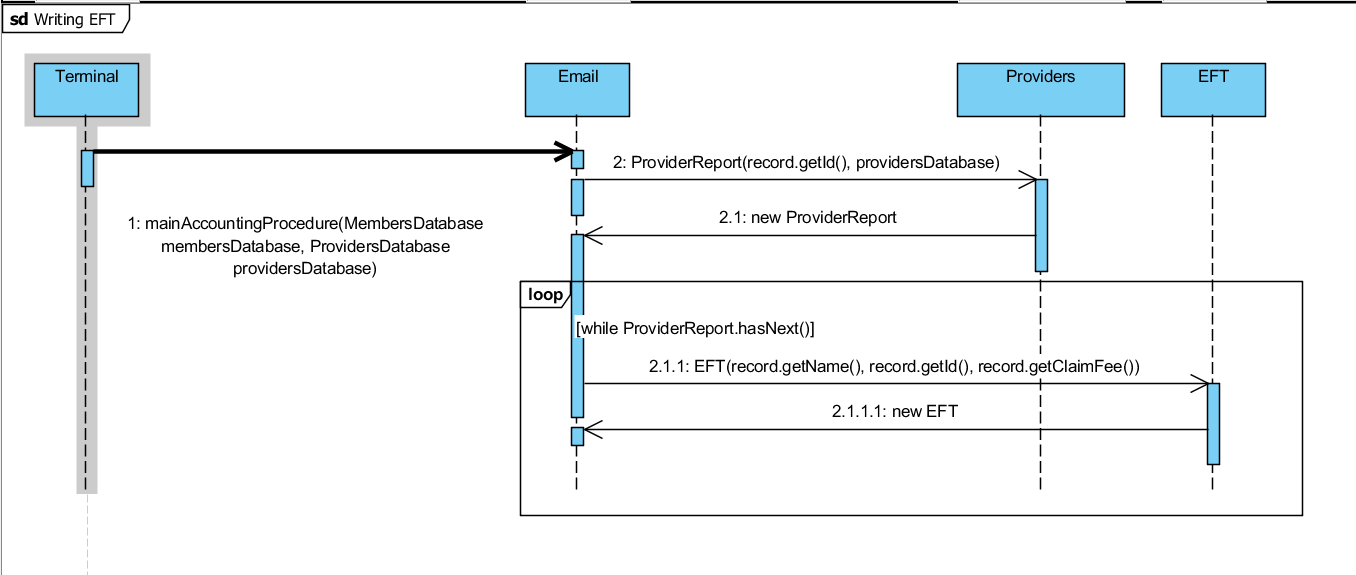 sd Writing EFT
Terminal
Email
Providers
EFT
2: ProviderReport(record.getId(), providersDatabase)
1: mainAccountingProcedure(MembersDatabase
membersDatabase, ProvidersDatabase
providersDatabase)
2.1: new ProviderReport
loop
[while ProviderReport.hasNext()]
2.1.1: EFT(record.getName(), record.getId(), record.getClaimFee())
2.1.1.1: new EFT